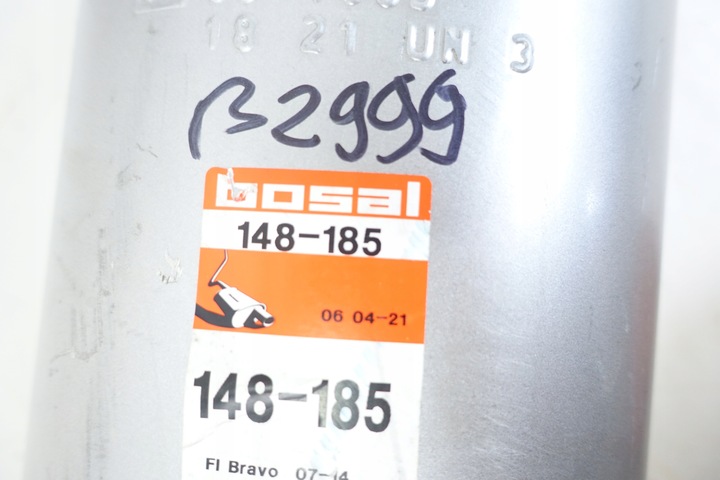 18 21 UN 3
B2999
bosal
148-185
06 04-21
148-185
FI Bravo 07-14